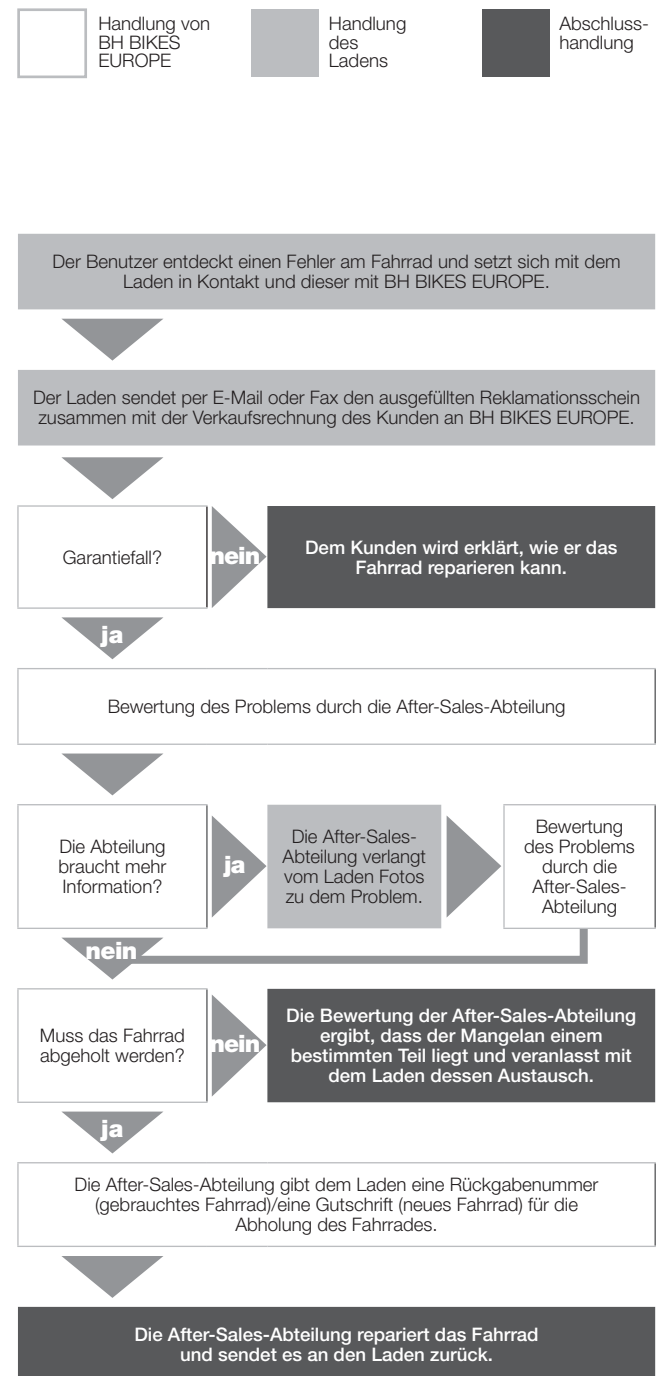 Handlung von
BH BIKES
EUROPE
Handlung
des
Ladens
Abschluss-
handlung
Der Benutzer entdeckt einen Fehler am Fahrrad und setzt sich mit dem
Laden in Kontakt und dieser mit BH BIKES EUROPE.
Der Laden sendet per E-Mail oder Fax den ausgefüllten Reklamationsschein
zusammen mit der Verkaufsrechnung des Kunden an BH BIKES EUROPE.
Garantiefall?
nein
Dem Kunden wird erklärt, wie er das
Fahrrad reparieren kann.
ja
Bewertung des Problems durch die After-Sales-Abteilung
Die Abteilung
braucht mehr
Information?
ja
Die After-Sales-
Abteilung verlangt
vom Laden Fotos
zu dem Problem.
Bewertung
des Problems
durch die
After-Sales-
Abteilung
nein
Muss das Fahrrad
abgeholt werden?
nein
Die Bewertung der After-Sales-Abteilung
ergibt, dass der Mangelan einem
bestimmten Teil liegt und veranlasst mit
dem Laden dessen Austausch.
ja
Die After-Sales-Abteilung gibt dem Laden eine Rückgabenummer
(gebrauchtes Fahrrad)/eine Gutschrift (neues Fahrrad) für die
Abholung des Fahrrades.
Die After-Sales-Abteilung repariert das Fahrrad
und sendet es an den Laden zurück.